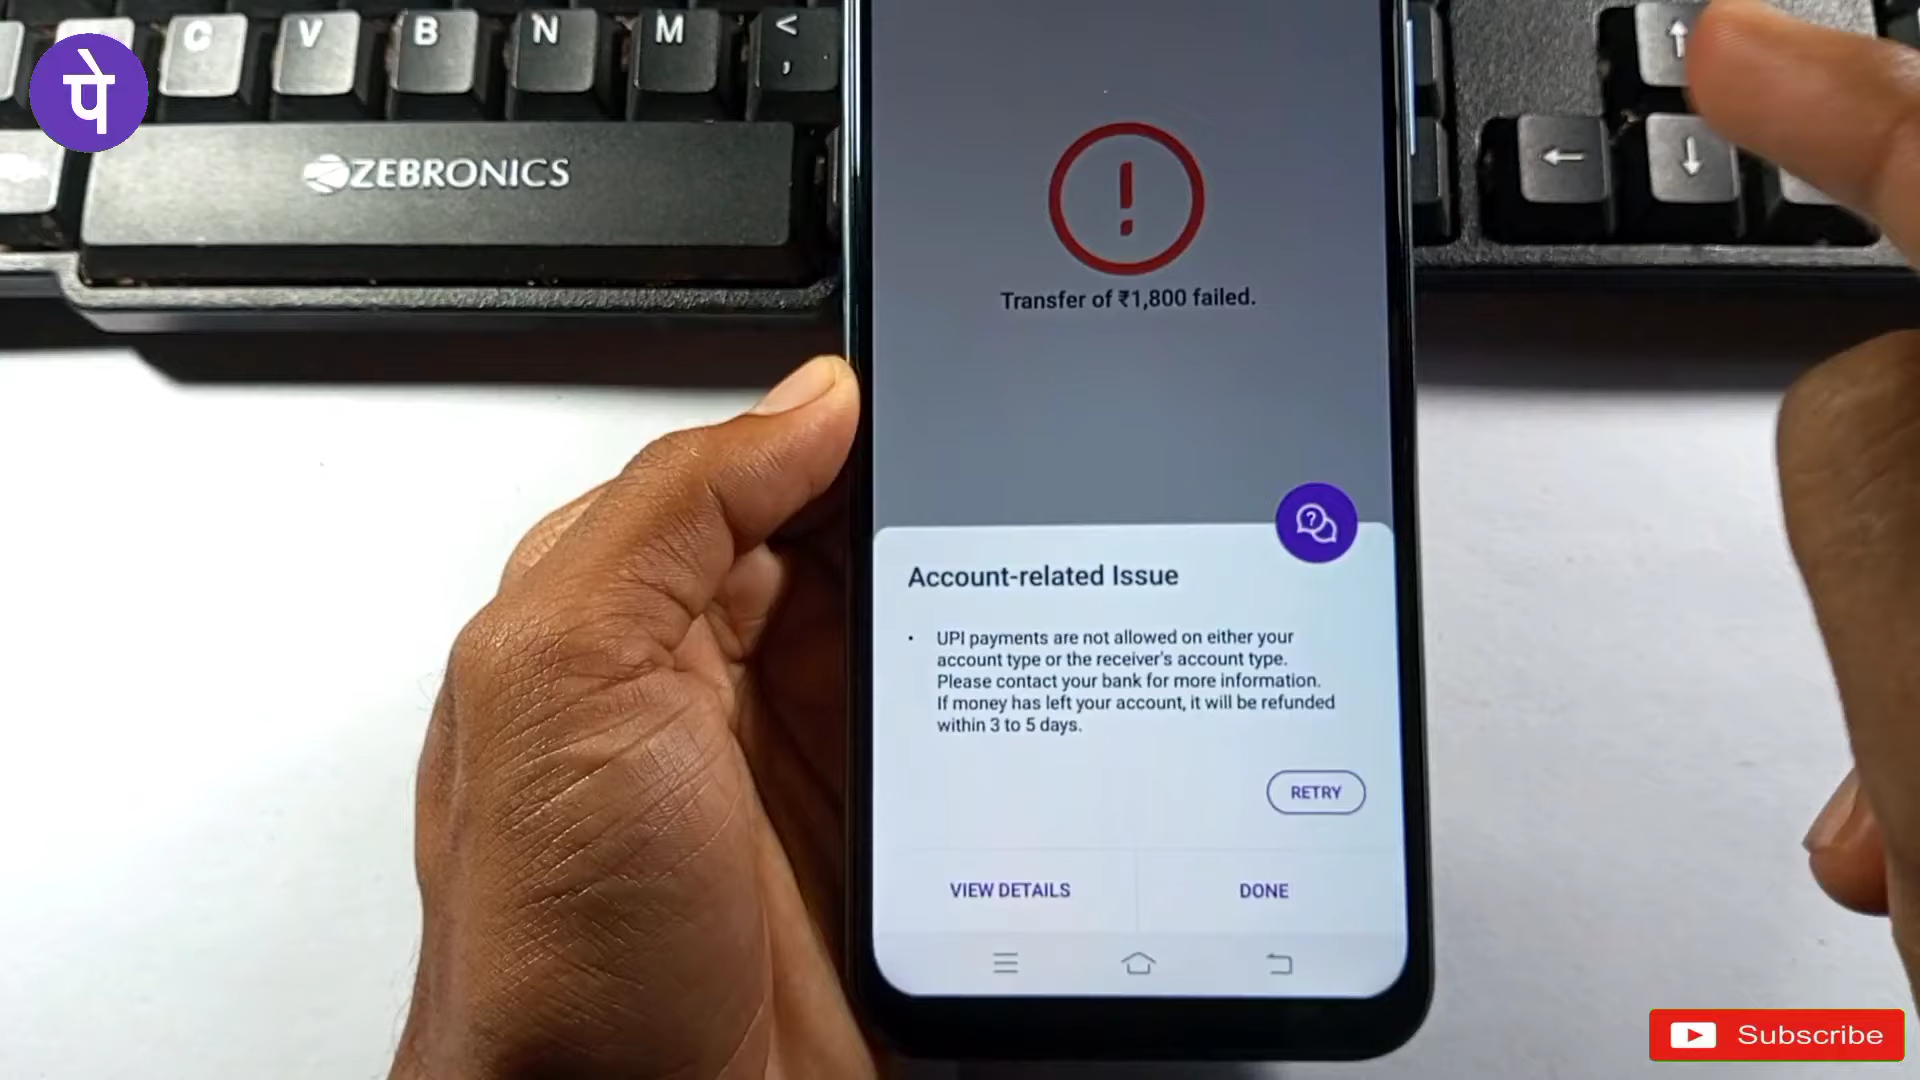 C V B N M <
,
पे
ZEBRONICS
↑
← ↓
!
Transfer of ₹1,800 failed.
?
Account-related Issue
• UPI payments are not allowed on either your
account type or the receiver's account type.
Please contact your bank for more information.
If money has left your account, it will be refunded
within 3 to 5 days.
RETRY
VIEW DETAILS DONE
Subscribe